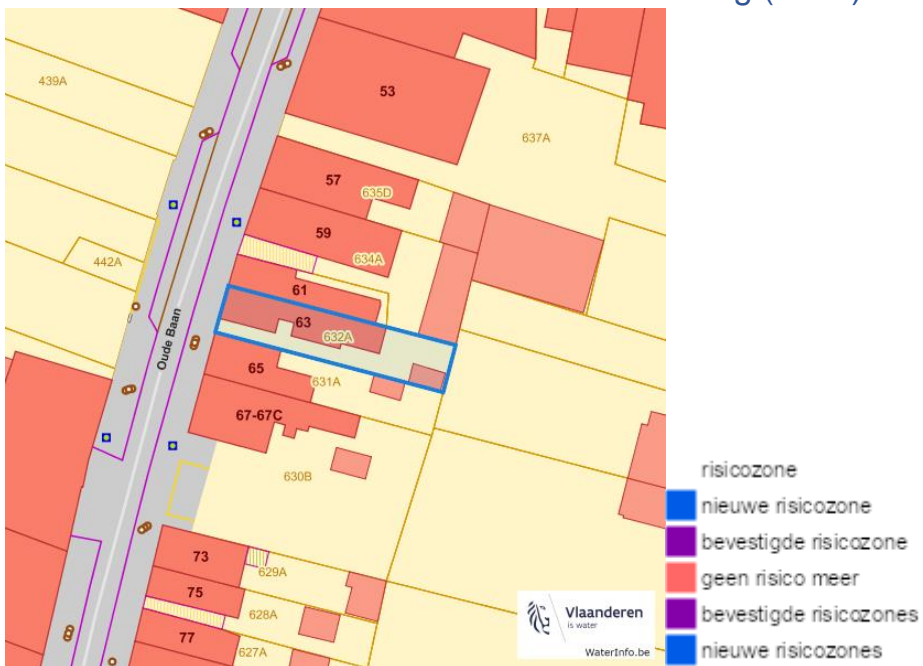 g(
439A
53
637A
57
635D
59
634A
442A
61
63
632A
Oude Baan
65
631A
67-67C
630B
73
629A
75
628A
77
627A
Vlaanderen
is water
WaterInfo.be
risicozone
nieuwe risicozone
bevestigde risicozone
geen risico meer
bevestigde risicozones
nieuwe risicozones